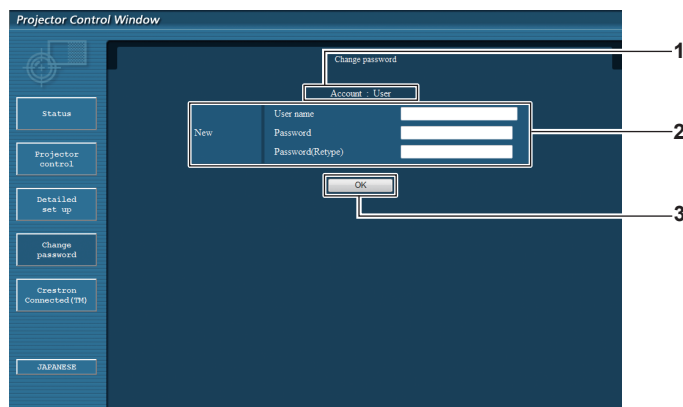 Projector Control Window
1
Change password
Account : User
Status
User name
2
New
Password
Projector
control
Password(Retype)
OK
3
Detailed
set up
Change
password
Crestron
Connected(TM)
JAPANESE